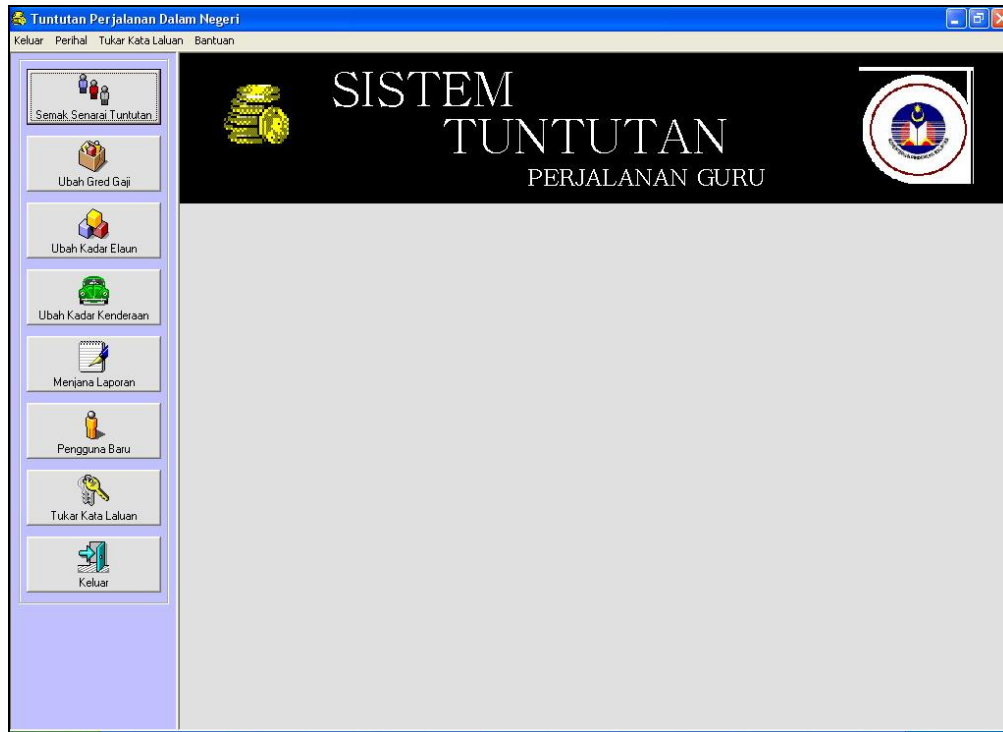 Tuntutan Perjalanan Dalam Negeri
Keluar Perihal Tukar Kata Laluan Bantuan
SISTEM
TUNTUTAN
PERJALANAN GURU
Semak Senarai Tuntutan
Ubah Gred Gaji
Ubah Kadar Elaun
Ubah Kadar Kenderaan
Menjana Laporan
Pengguna Baru
Tukar Kata Laluan
Keluar